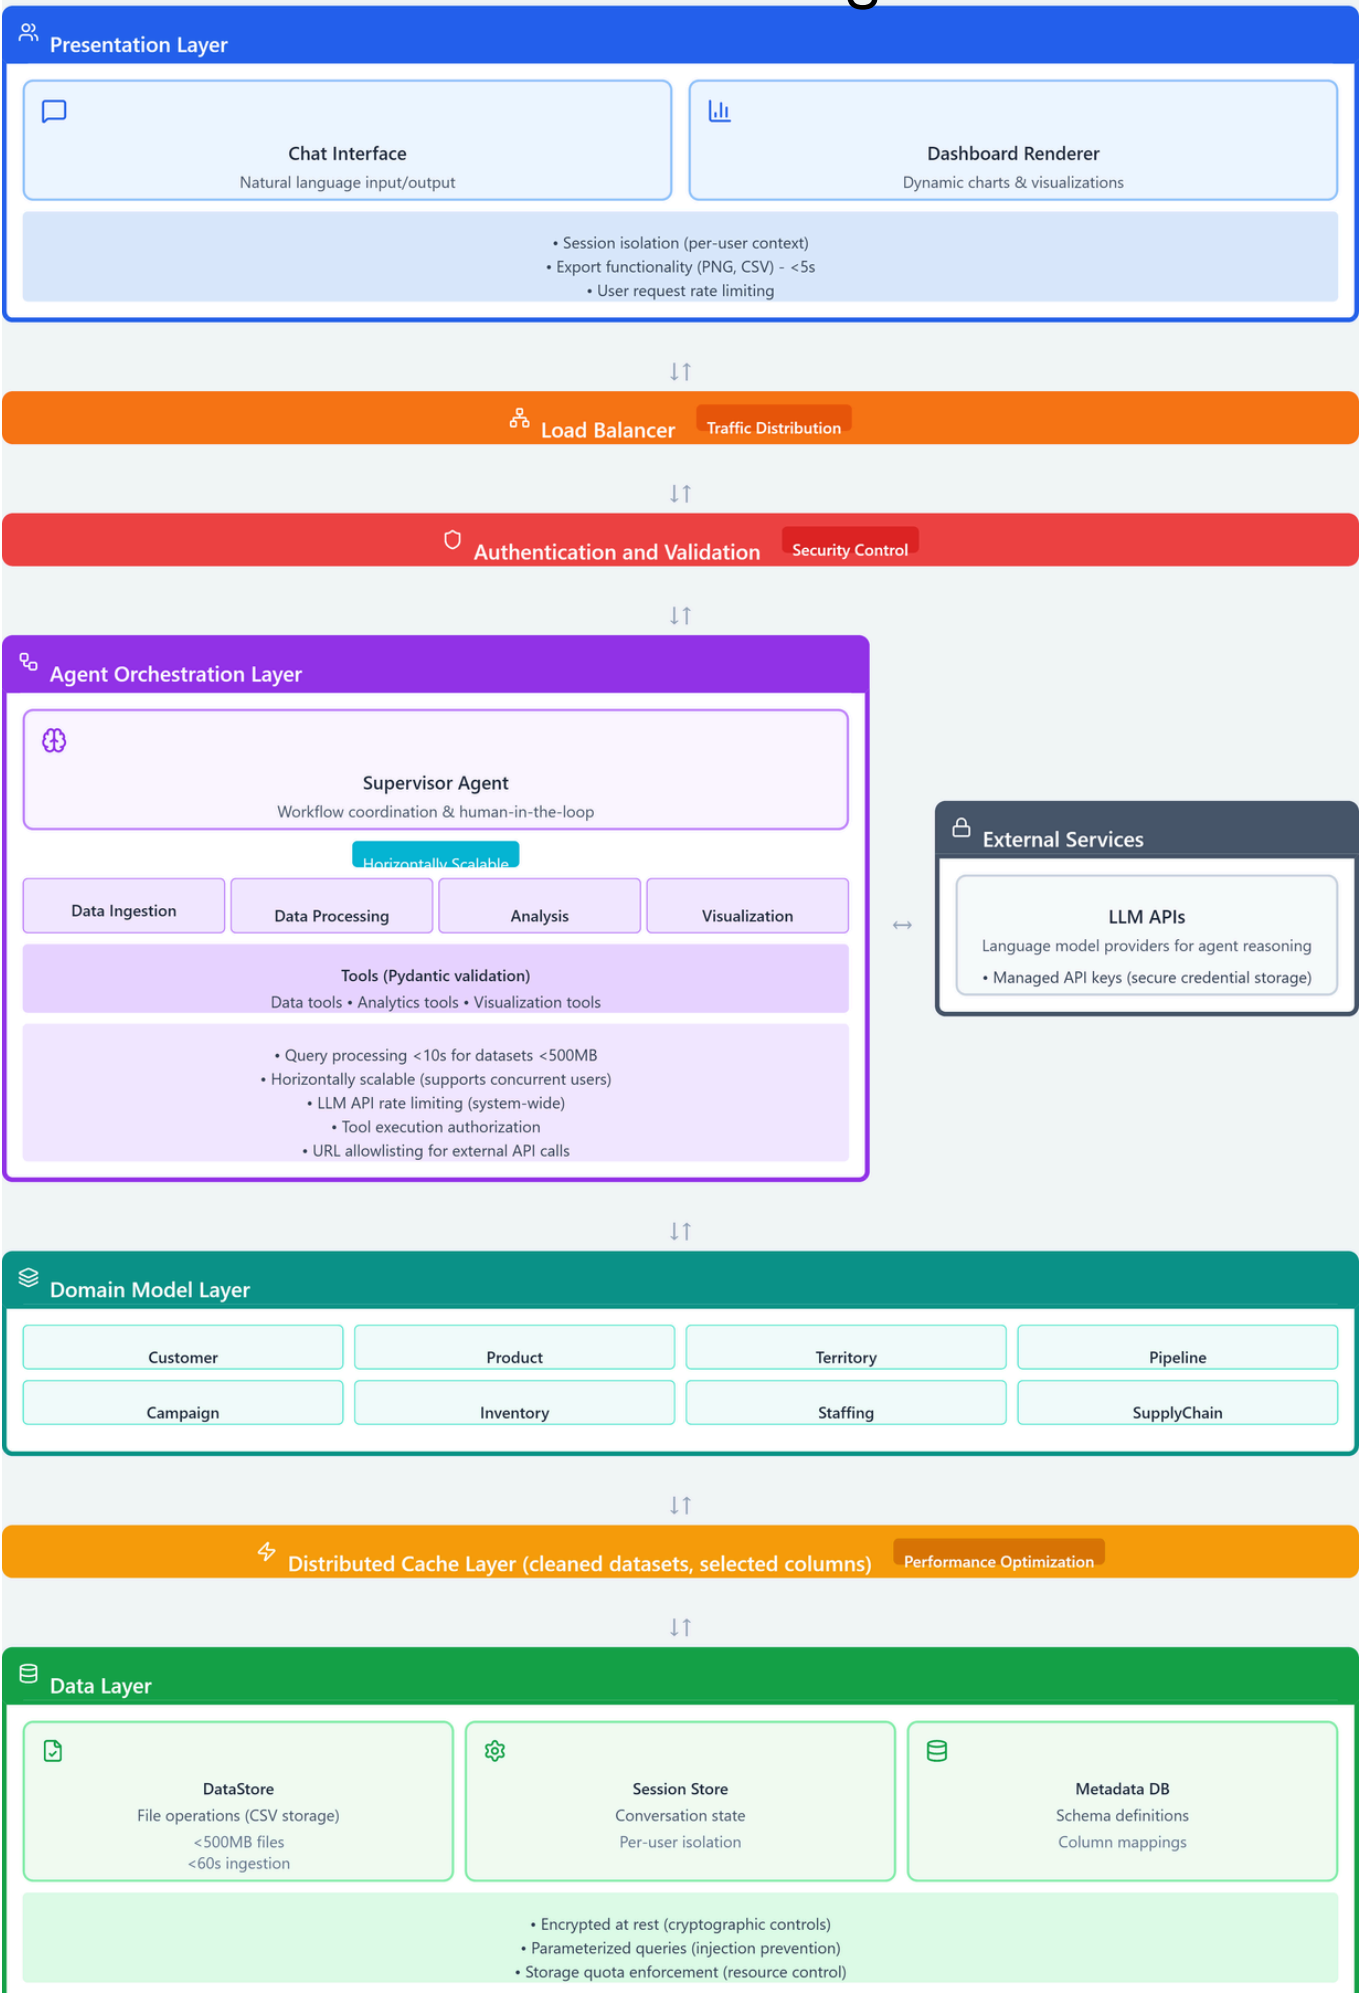 Presentation Layer
Chat Interface
Natural language input/output
Dashboard Renderer
Dynamic charts & visualizations
• Session isolation (per-user context)
• Export functionality (PNG, CSV) - <5s
• User request rate limiting
Load Balancer
Traffic Distribution
Authentication and Validation
Security Control
Agent Orchestration Layer
Supervisor Agent
Workflow coordination & human-in-the-loop
Horizontally Scalable
Data Ingestion
Data Processing
Analysis
Visualization
Tools (Pydantic validation)
Data tools • Analytics tools • Visualization tools
• Query processing <10s for datasets <500MB
• Horizontally scalable (supports concurrent users)
• LLM API rate limiting (system-wide)
• Tool execution authorization
• URL allowlisting for external API calls
External Services
LLM APIs
Language model providers for agent reasoning
• Managed API keys (secure credential storage)
Domain Model Layer
Customer
Product
Territory
Pipeline
Campaign
Inventory
Staffing
SupplyChain
Distributed Cache Layer (cleaned datasets, selected columns)
Performance Optimization
Data Layer
DataStore
File operations (CSV storage)
<500MB files
<60s ingestion
Session Store
Conversation state
Per-user isolation
Metadata DB
Schema definitions
Column mappings
• Encrypted at rest (cryptographic controls)
• Parameterized queries (injection prevention)
• Storage quota enforcement (resource control)